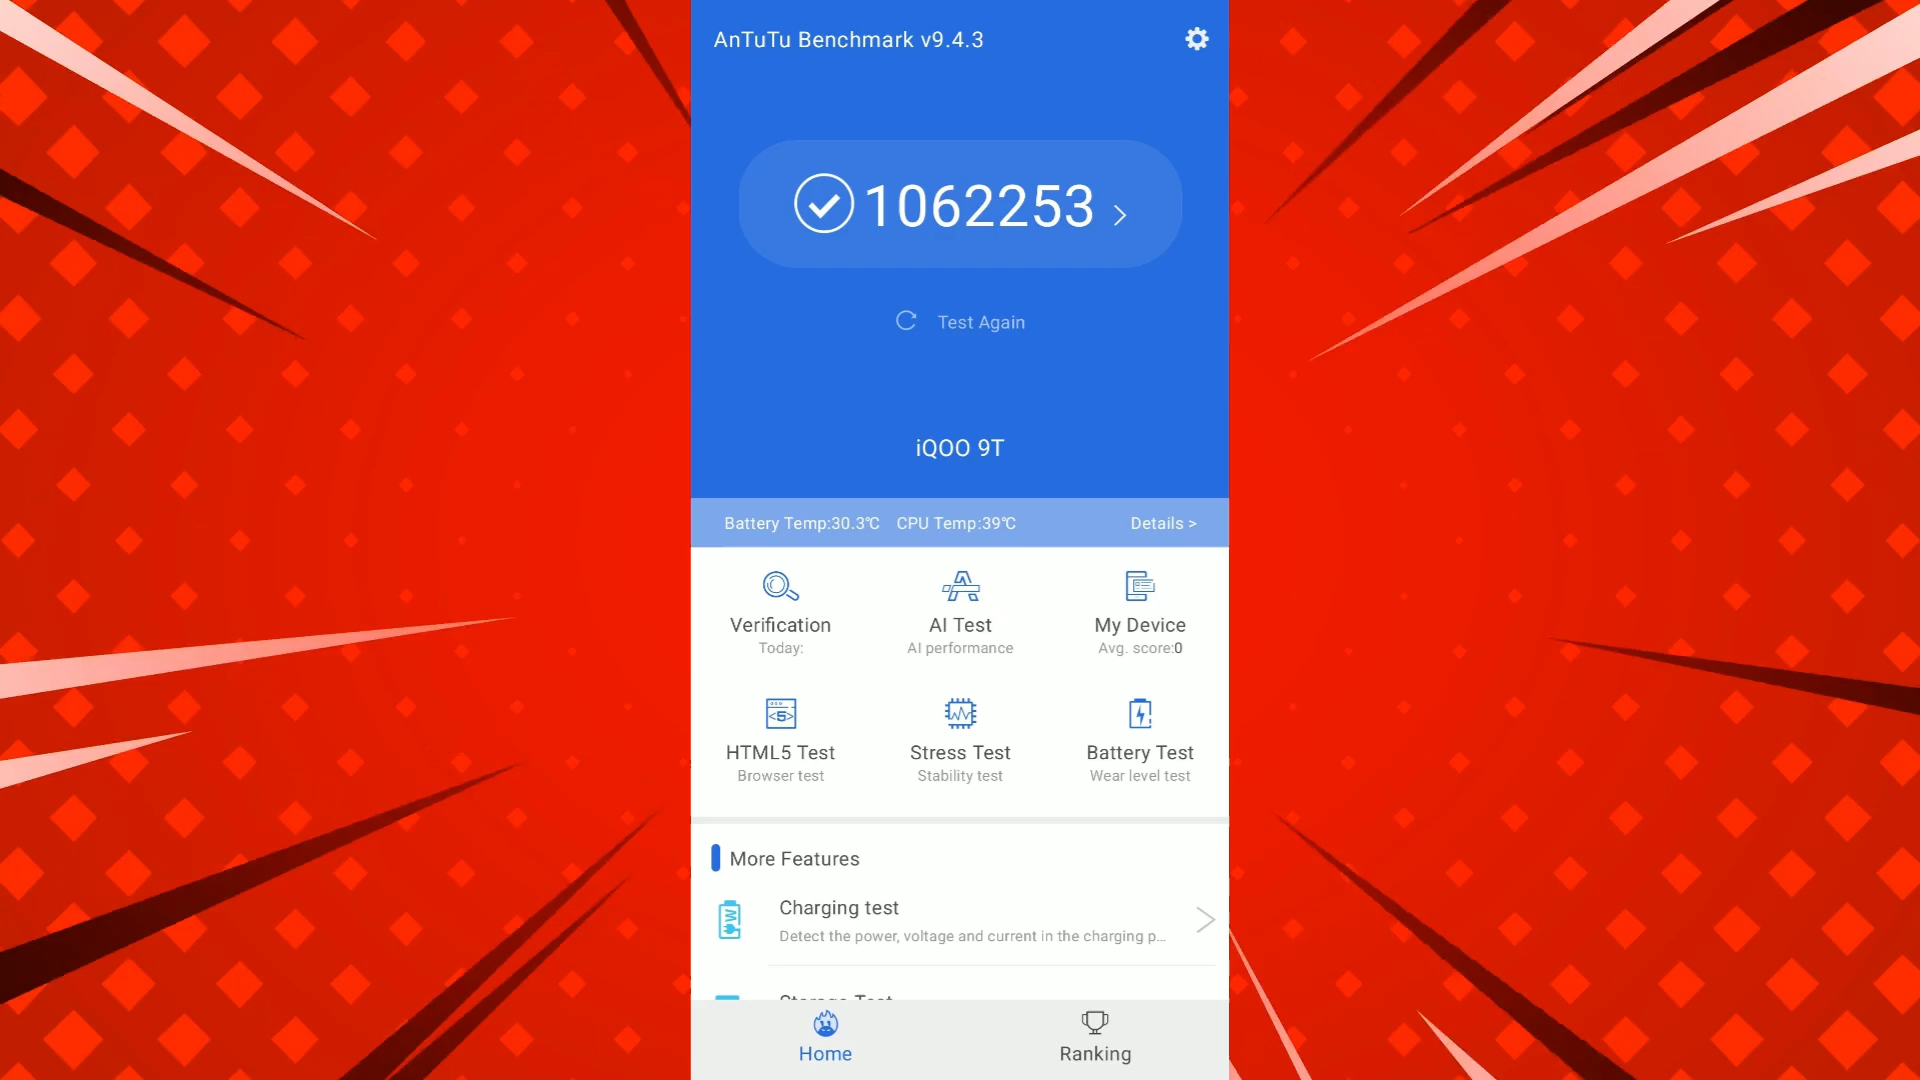 AnTuTu Benchmark v9.4.3
1062253
Test Again
iQOO 9T
Battery Temp:30.3℃ CPU Temp:39℃ Details >
Verification AI Test My Device
Today: AI performance Avg. score:0
HTML5 Test Stress Test Battery Test
Browser test Stability test Wear level test
More Features
Charging test
Detect the power, voltage and current in the charging p...
Storage Test
Home Ranking